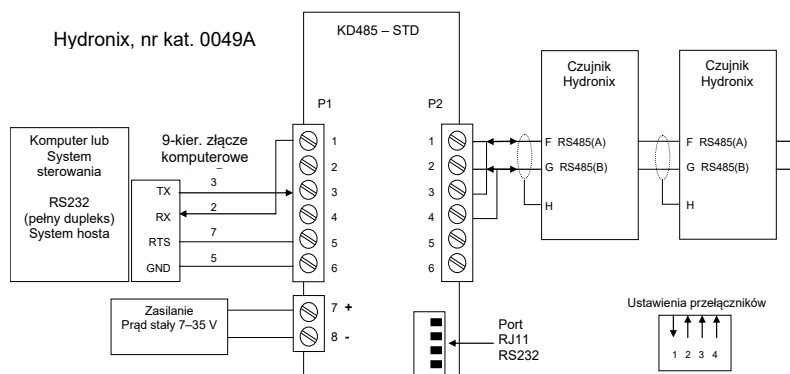 Hydronix, nr kat. 0049A
KD485 – STD
P1
P2
Komputer lub
System
sterowania
RS232
(pełny dupleks)
System hosta
9-kier. złącze
komputerowe
TX
RX
RTS
GND
3
2
7
5
1
2
3
4
5
6
7 +
8 -
Zasilanie
Prąd stały 7–35 V
1
2
3
4
5
6
Port
RJ11
RS232
Czujnik
Hydronix
F RS485(A)
G RS485(B)
H
Czujnik
Hydronix
F RS485(A)
G RS485(B)
H
Ustawienia przełączników
1 2 3 4